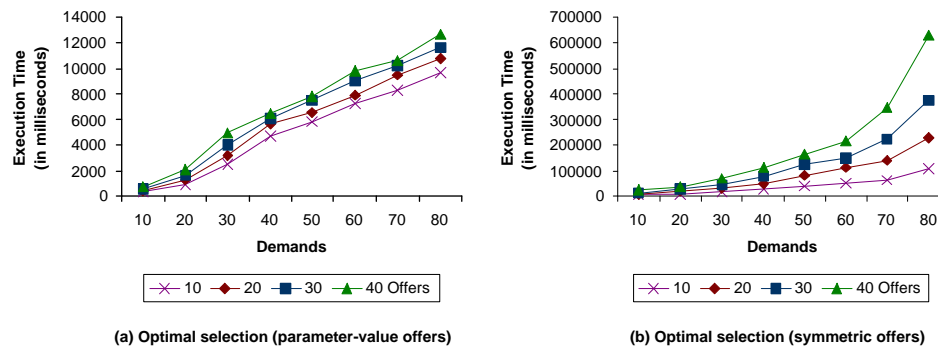 Execution Time
(in milliseconds)
14000
12000
10000
8000
6000
4000
2000
0
10 20 30 40 50 60 70 80
Demands
10 20 30 40 Offers
(a) Optimal selection (parameter-value offers)
Execution Time
(in milliseconds)
700000
600000
500000
400000
300000
200000
100000
0
10 20 30 40 50 60 70 80
Demands
10 20 30 40 Offers
(b) Optimal selection (symmetric offers)